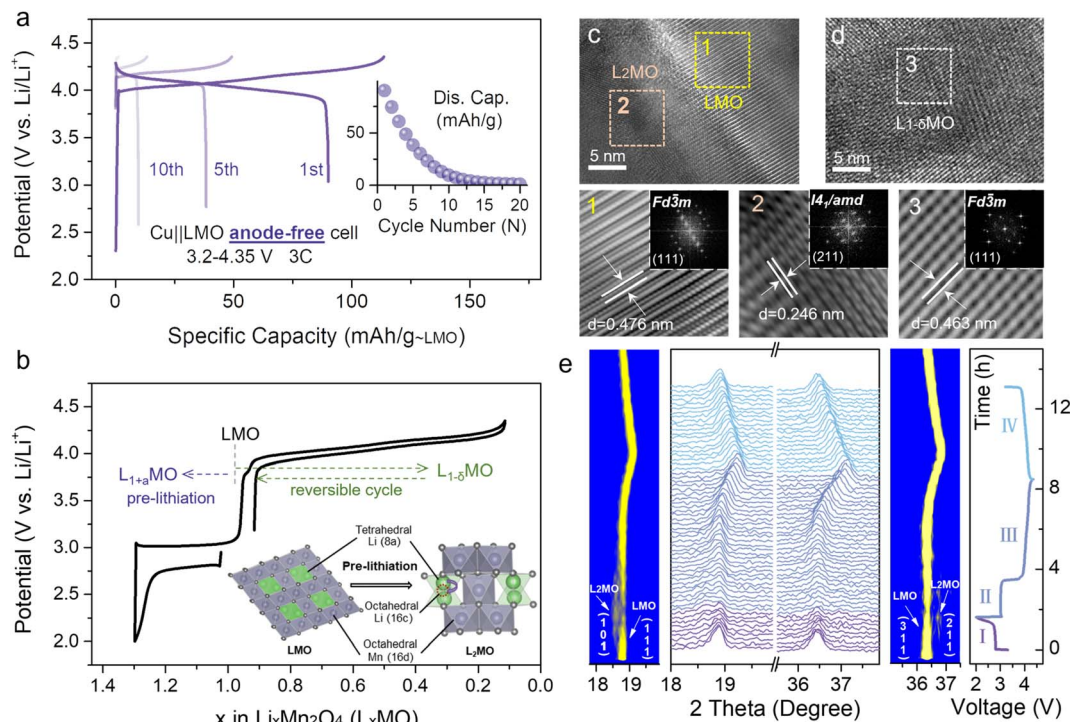 a
4.5
4.0
3.5
3.0
2.5
2.0
Potential (V vs. Li/Li⁺)
10th
5th
1st
Dis. Cap.
(mAh/g)
50
0
0
10
20
Cycle Number (N)
Cu||LMO anode-free cell
3.2-4.35 V 3C
0
50
100
150
Specific Capacity (mAh/g~LMO)
b
4.5
4.0
3.5
3.0
2.5
2.0
Potential (V vs. Li/Li⁺)
LMO
L₁₊ₐMO
pre-lithiation
L₁₋δMO
reversible cycle
Tetrahedral
Li (8a)
Pre-lithiation
Octahedral
Li (16c)
Octahedral
Mn (16d)
LMO
L₂MO
1.4
1.2
1.0
0.8
0.6
0.4
0.2
0.0
x in LiₓMn₂O₄ (LₓMO)
c
1
L₂MO
2
LMO
5 nm
d
3
L₁₋δMO
5 nm
1
Fd3̅m
(111)
d=0.476 nm
2
I4₁/amd
(211)
d=0.246 nm
3
Fd3̅m
(111)
d=0.463 nm
e
L₂MO
(101)
LMO
(111)
18
19
18
19
36
37
2 Theta (Degree)
LMO
(311)
L₂MO
(211)
36
37
Time (h)
12
8
4
0
IV
III
II
I
2
3
4
Voltage (V)